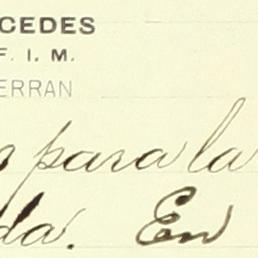 CEDES
F. I. M.
ERRAN
para la
da. En